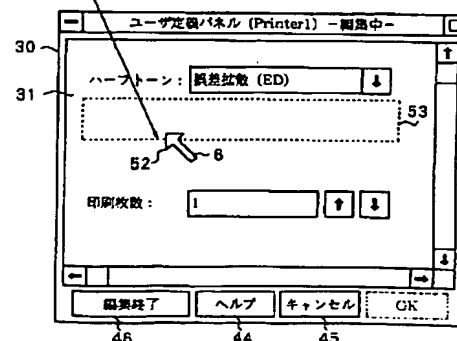 ユーザ定義パネル (Printer1) −編集中−
30
31
ハーフトーン：
誤差拡散 (ED)
53
52
6
印刷枚数：
1
編集終了
ヘルプ
キャンセル
OK
46
44
45